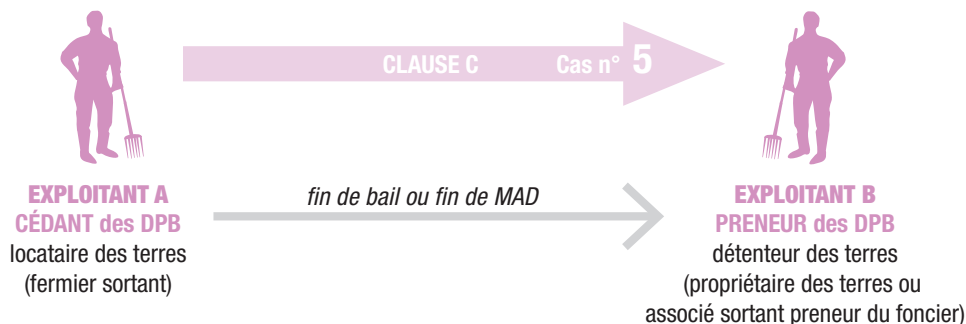 CLAUSE C Cas n° 5
EXPLOITANT A
CÉDANT des DPB
locataire des terres
(fermier sortant)
fin de bail ou fin de MAD
EXPLOITANT B
PRENEUR des DPB
détenteur des terres
(propriétaire des terres ou
associé sortant preneur du foncier)